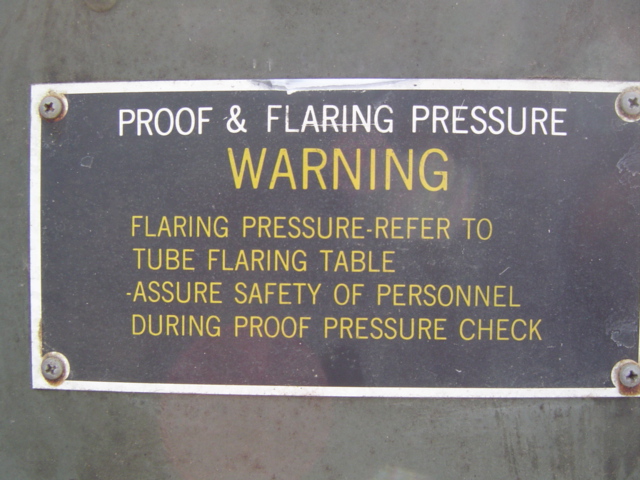 PROOF & FLARING PRESSURE
WARNING
FLARING PRESSURE-REFER TO
TUBE FLARING TABLE
-ASSURE SAFETY OF PERSONNEL
DURING PROOF PRESSURE CHECK